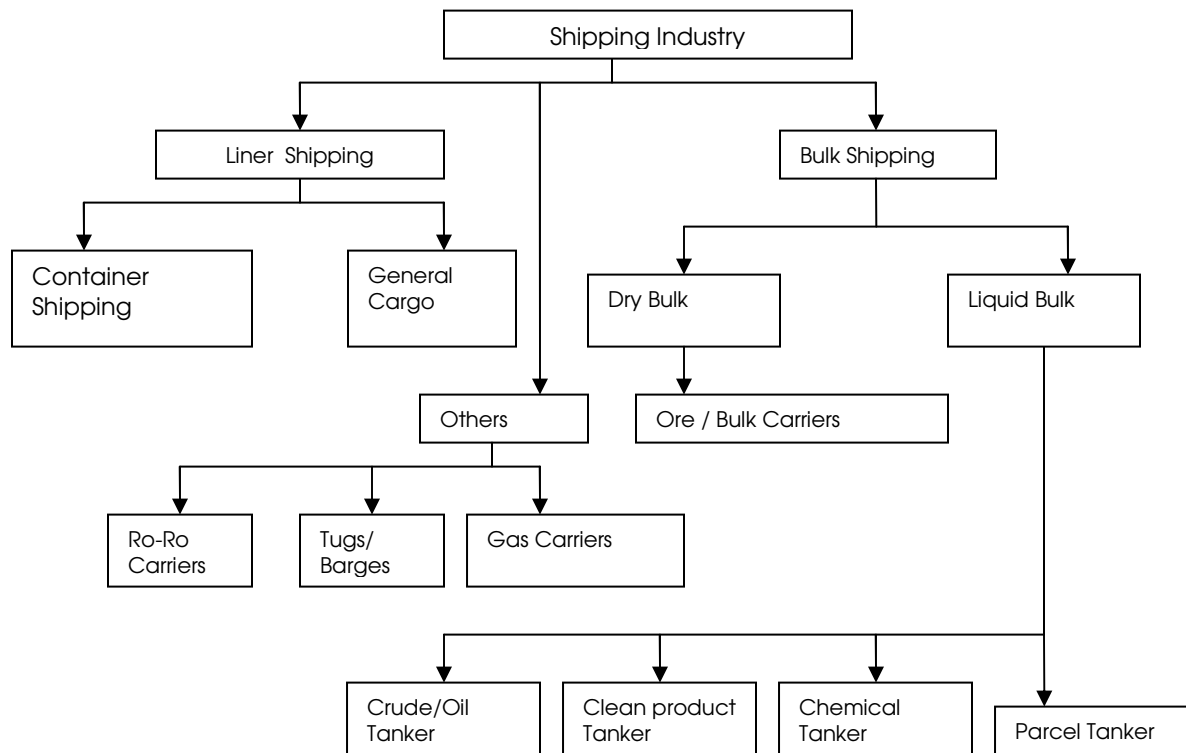 Shipping Industry
Liner Shipping
Bulk Shipping
Container
Shipping
General
Cargo
Dry Bulk
Liquid Bulk
Others
Ore / Bulk Carriers
Ro-Ro
Carriers
Tugs/
Barges
Gas Carriers
Crude/Oil
Tanker
Clean product
Tanker
Chemical
Tanker
Parcel Tanker